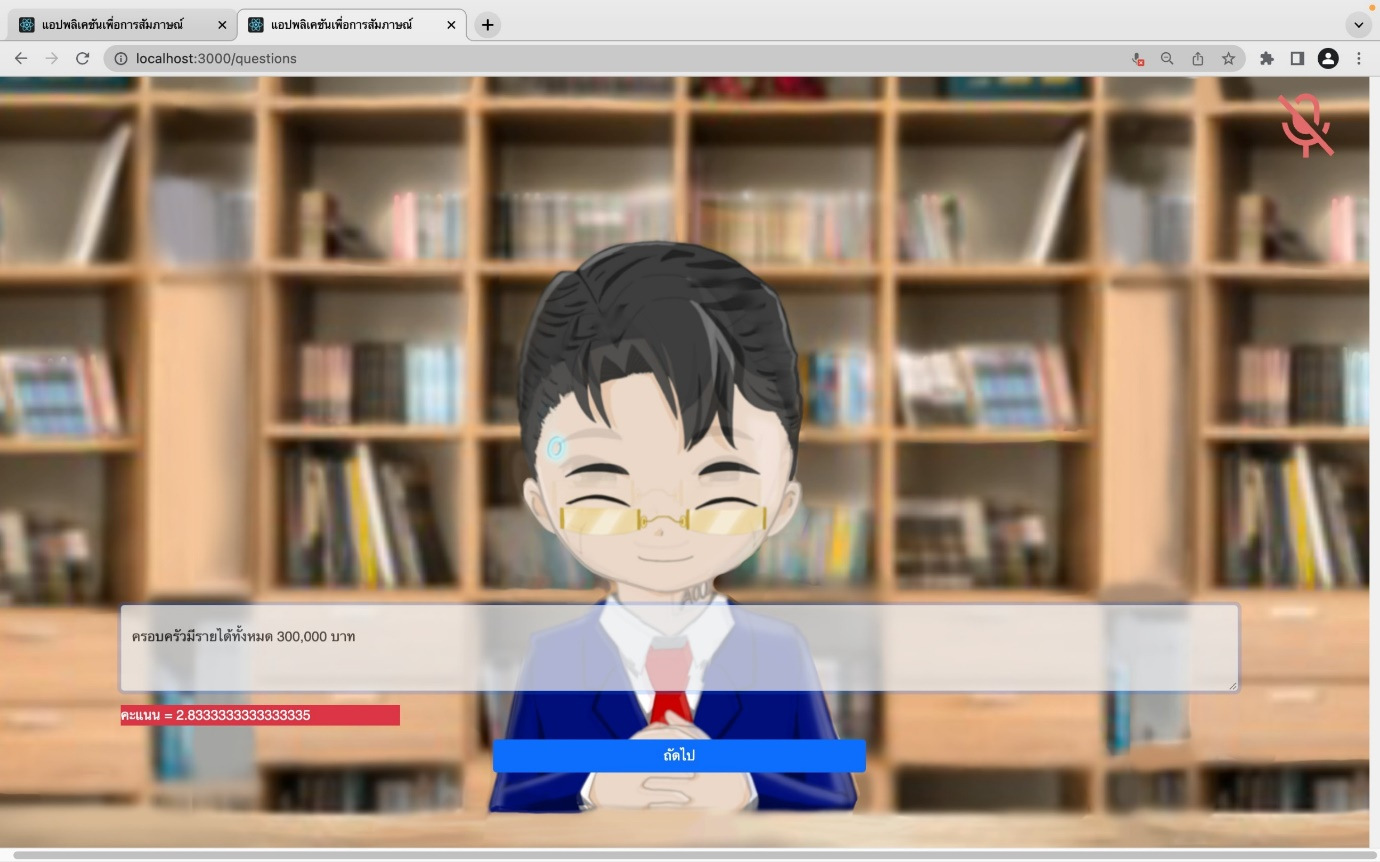 แอปพลิเคชันเพื่อการสัมภาษณ์
แอปพลิเคชันเพื่อการสัมภาษณ์
localhost:3000/questions
ครอบครัวมีรายได้ทั้งหมด 300,000 บาท
คะแนน = 2.8333333333333335
ถัดไป